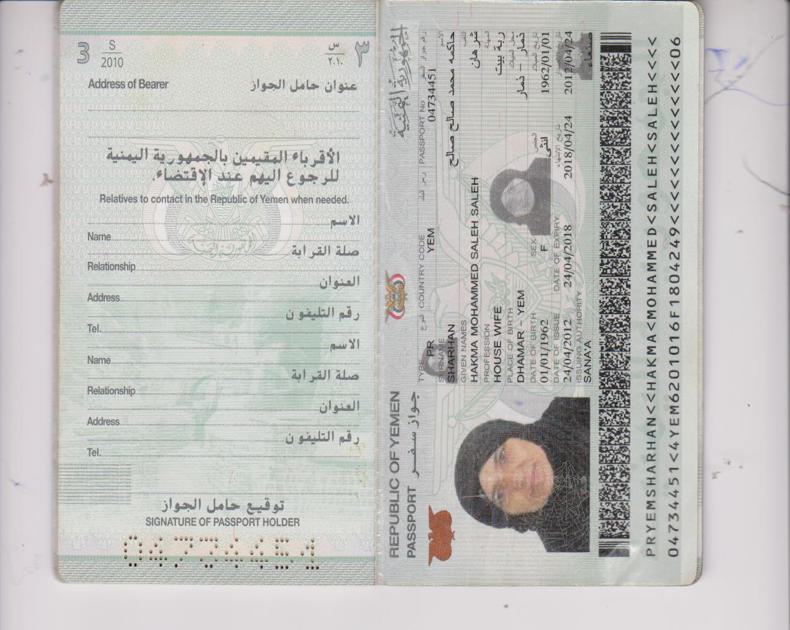 3
S
2010
س
٢٠١٠
٣
Address of Bearer
عنوان حامل الجواز
الأقرباء المقيمين بالجمهورية اليمنية
للرجوع اليهم عند الإقتضاء.
Relatives to contact in the Republic of Yemen when needed.
Name
الاسم
Relationship
صلة القرابة
Address
العنوان
Tel.
رقم التليفون
Name
الاسم
Relationship
صلة القرابة
Address
العنوان
Tel.
رقم التليفون
توقيع حامل الجواز
SIGNATURE OF PASSPORT HOLDER
REPUBLIC OF YEMEN
الجمهورية اليمنية
PASSPORT جواز سفر
TYPE النوع COUNTRY CODE رمز البلد PASSPORT No رقم جواز السفر
PR YEM 04734451
SURNAME الاسم
SHARHAN حاكمه محمد صالح صالح
GIVEN NAMES اللقب
HAKMA MOHAMMED SALEH SALEH شرهان
PROFESSION المهنة
HOUSE WIFE ربة بيت
PLACE OF BIRTH محل الميلاد
DHAMAR - YEM ذمار - ذمار
DATE OF BIRTH SEX الجنس تاريخ الميلاد
01/01/1962 F انثى 1962/01/01
DATE OF ISSUE DATE OF EXPIRY تاريخ الانتهاء
24/04/2012 24/04/2018 2018/04/24 2012/04/24
ISSUING AUTHORITY
SANA'A صنعاء
PRYEMSHARHAN<<HAKMA<MOHAMMED<SALEH<SALEH<<<<
04734451<4YEM6201016F1804249<<<<<<<<<<<<<<06